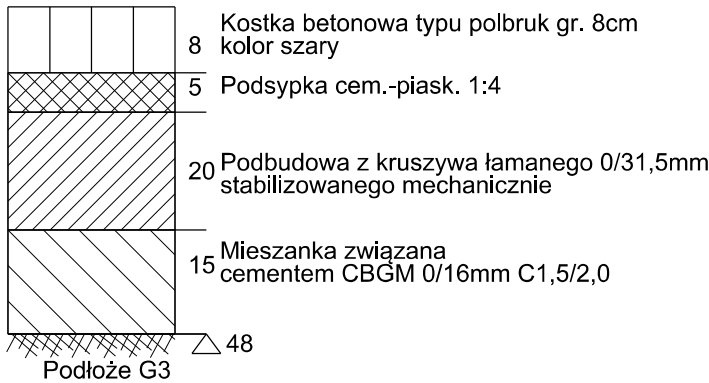 Kostka betonowa typu polbruk gr. 8cm
8 kolor szary
5 Podsypka cem.-piask. 1:4
20 Podbudowa z kruszywa łamanego 0/31,5mm
stabilizowanego mechanicznie
Mieszanka związana
15 cementem CBGM 0/16mm C1,5/2,0
48
Podłoże G3